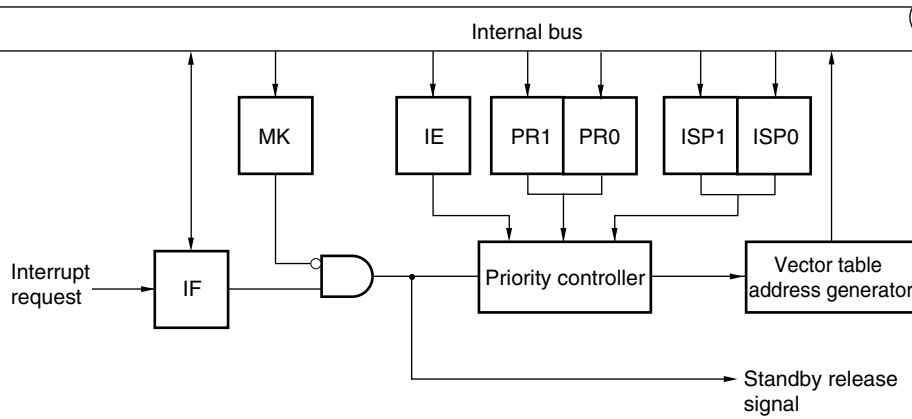 Internal bus
MK
IE
PR1
PR0
ISP1
ISP0
Interrupt
request
IF
Priority controller
Vector table
address generator
Standby release
signal